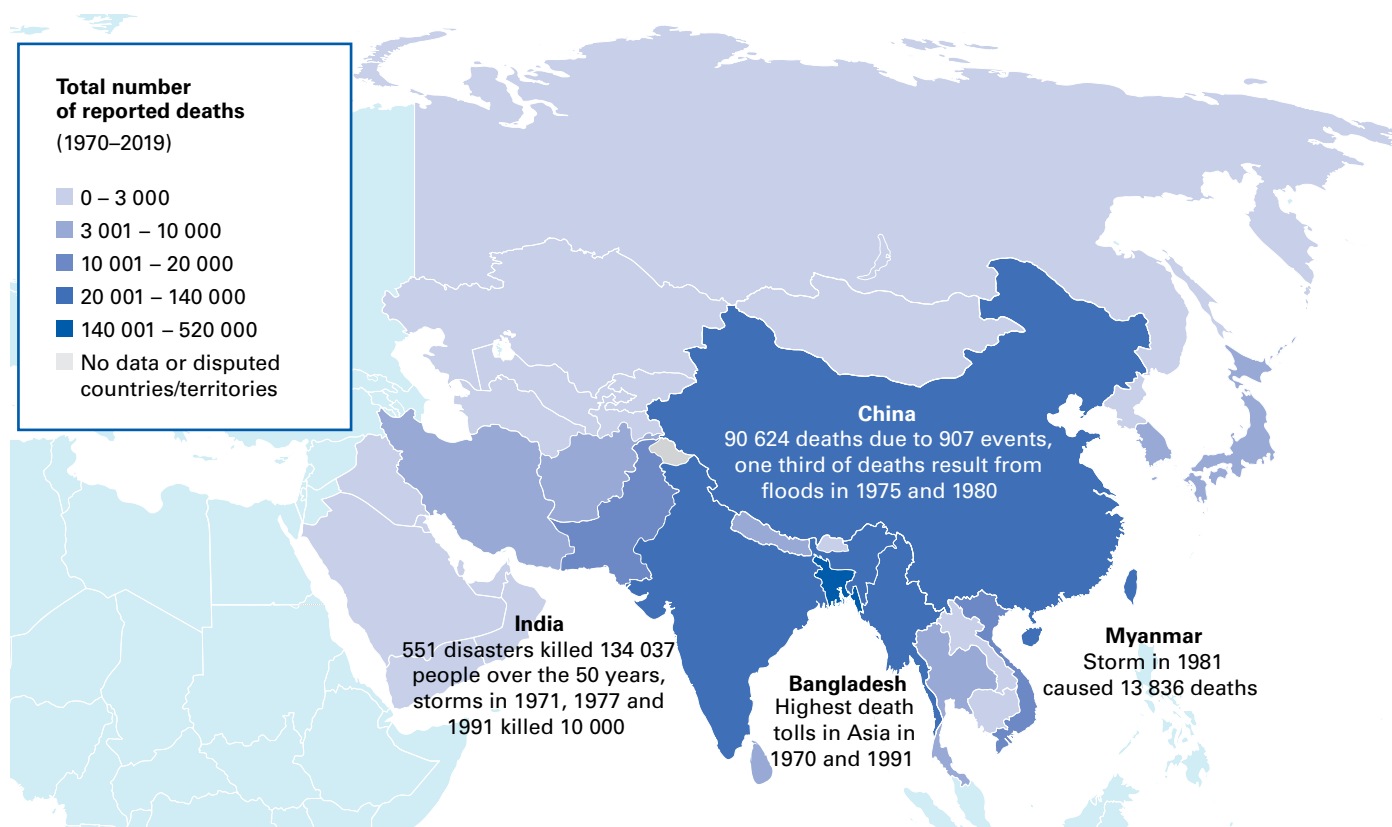 Total number
of reported deaths
(1970–2019)
0 – 3 000
3 001 – 10 000
10 001 – 20 000
20 001 – 140 000
140 001 – 520 000
No data or disputed
countries/territories
China
90 624 deaths due to 907 events,
one third of deaths result from
floods in 1975 and 1980
India
551 disasters killed 134 037
people over the 50 years,
storms in 1971, 1977 and
1991 killed 10 000
Bangladesh
Highest death
tolls in Asia in
1970 and 1991
Myanmar
Storm in 1981
caused 13 836 deaths